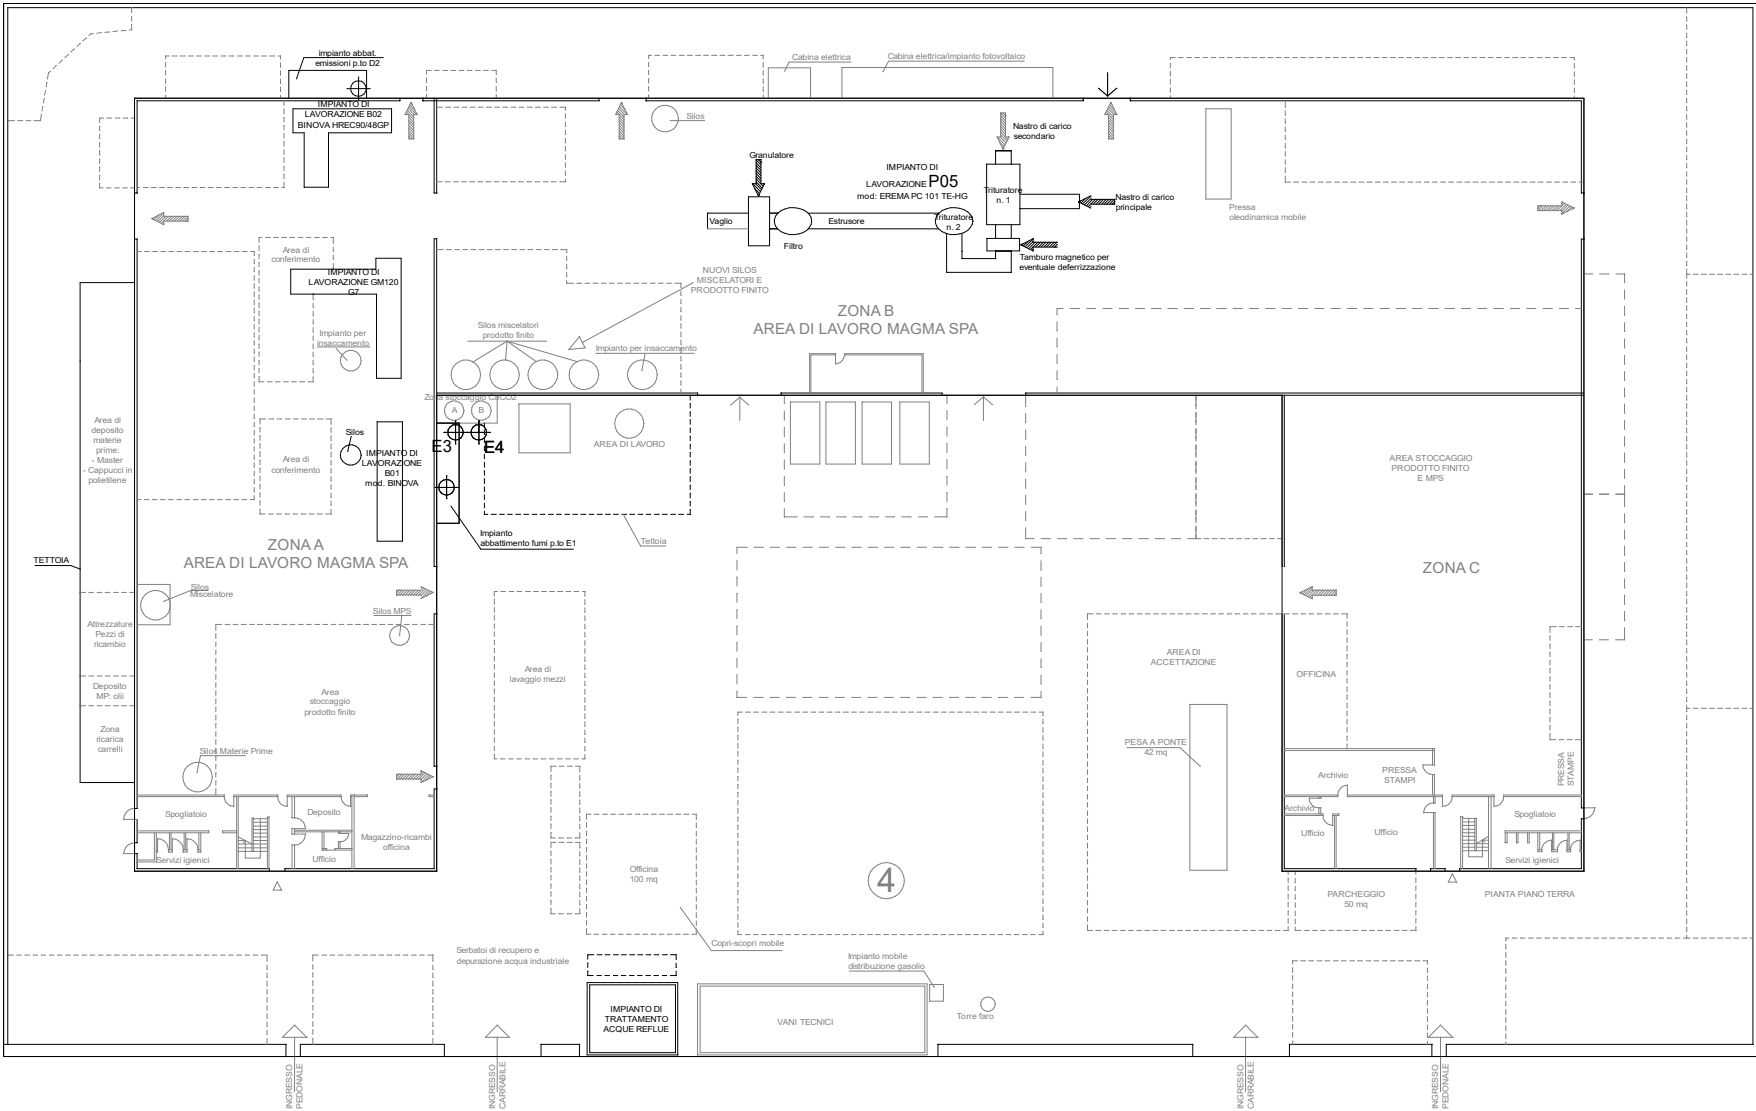 impianto abbat.
emissioni p.to D2
Cabina elettrica
Cabina elettrica/impianto fotovoltaico
IMPIANTO DI
LAVORAZIONE B02
BINOVA HREC90/48GP
Silos
Nastro di carico
secondario
Granulatore
IMPIANTO DI
LAVORAZIONE P05
mod: EREMA PC 101 TE-HG
Trituratore
n. 1
Nastro di carico
principale
Pressa
oleodinamica mobile
Vaglio
Estrusore
Trituratore
n. 2
Filtro
Tamburo magnetico per
eventuale deferrizzazione
Area di
conferimento
IMPIANTO DI
LAVORAZIONE GM120
G7
NUOVI SILOS
MISCELATORI E
PRODOTTO FINITO
ZONA B
AREA DI LAVORO MAGMA SPA
Silos miscelatori
prodotto finito
Impianto per
insaccamento
Impianto per insaccamento
Zona stoccaggio CaCO2
A
B
E3
E4
AREA DI LAVORO
Area di
deposito
materie
prime:
- Master
- Cappucci in
polietilene
Silos
Area di
conferimento
IMPIANTO DI
LAVORAZIONE
B01
mod. BINOVA
AREA STOCCAGGIO
PRODOTTO FINITO
E MPS
Impianto
abbattimento fumi p.to E1
Tettoia
ZONA A
AREA DI LAVORO MAGMA SPA
TETTOIA
ZONA C
Silos
Miscelatore
Silos MPS
Attrezzature
Pezzi di
ricambio
Area di
lavaggio mezzi
AREA DI
ACCETTAZIONE
OFFICINA
Deposito
MP: olii
Area
stoccaggio
prodotto finito
Zona
ricarica
carrelli
Silos Materie Prime
PESA A PONTE
42 mq
PRESSA
STAMPE
Archivio
PRESSA
STAMPI
Spogliatoio
Deposito
Magazzino-ricambi
officina
Servizi igienici
Ufficio
Archivio
Ufficio
Ufficio
Spogliatoio
Servizi igienici
Officina
100 mq
4
PARCHEGGIO
50 mq
PIANTA PIANO TERRA
Copri-scopri mobile
Serbatoi di recupero e
depurazione acqua industriale
Impianto mobile
distribuzione gasolio
IMPIANTO DI
TRATTAMENTO
ACQUE REFLUE
VANI TECNICI
Torre faro
INGRESSO
PEDONALE
INGRESSO
CARRABILE
INGRESSO
CARRABILE
INGRESSO
PEDONALE